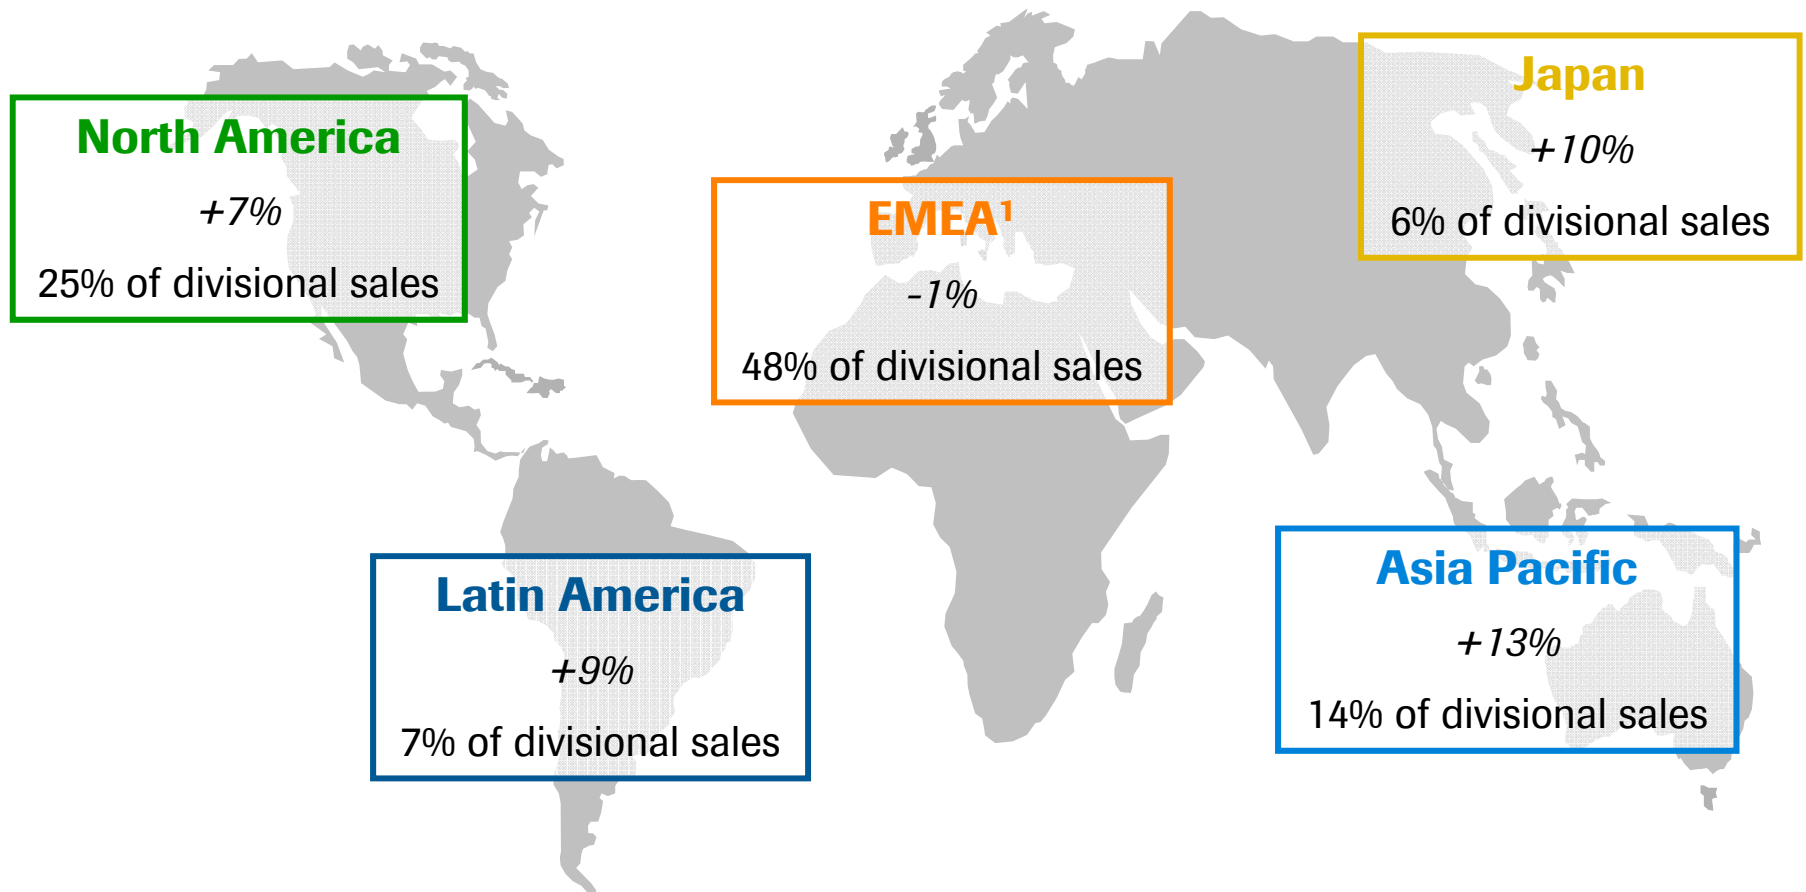 North America
+7%
25% of divisional sales
EMEA¹
-1%
48% of divisional sales
Japan
+10%
6% of divisional sales
Latin America
+9%
7% of divisional sales
Asia Pacific
+13%
14% of divisional sales